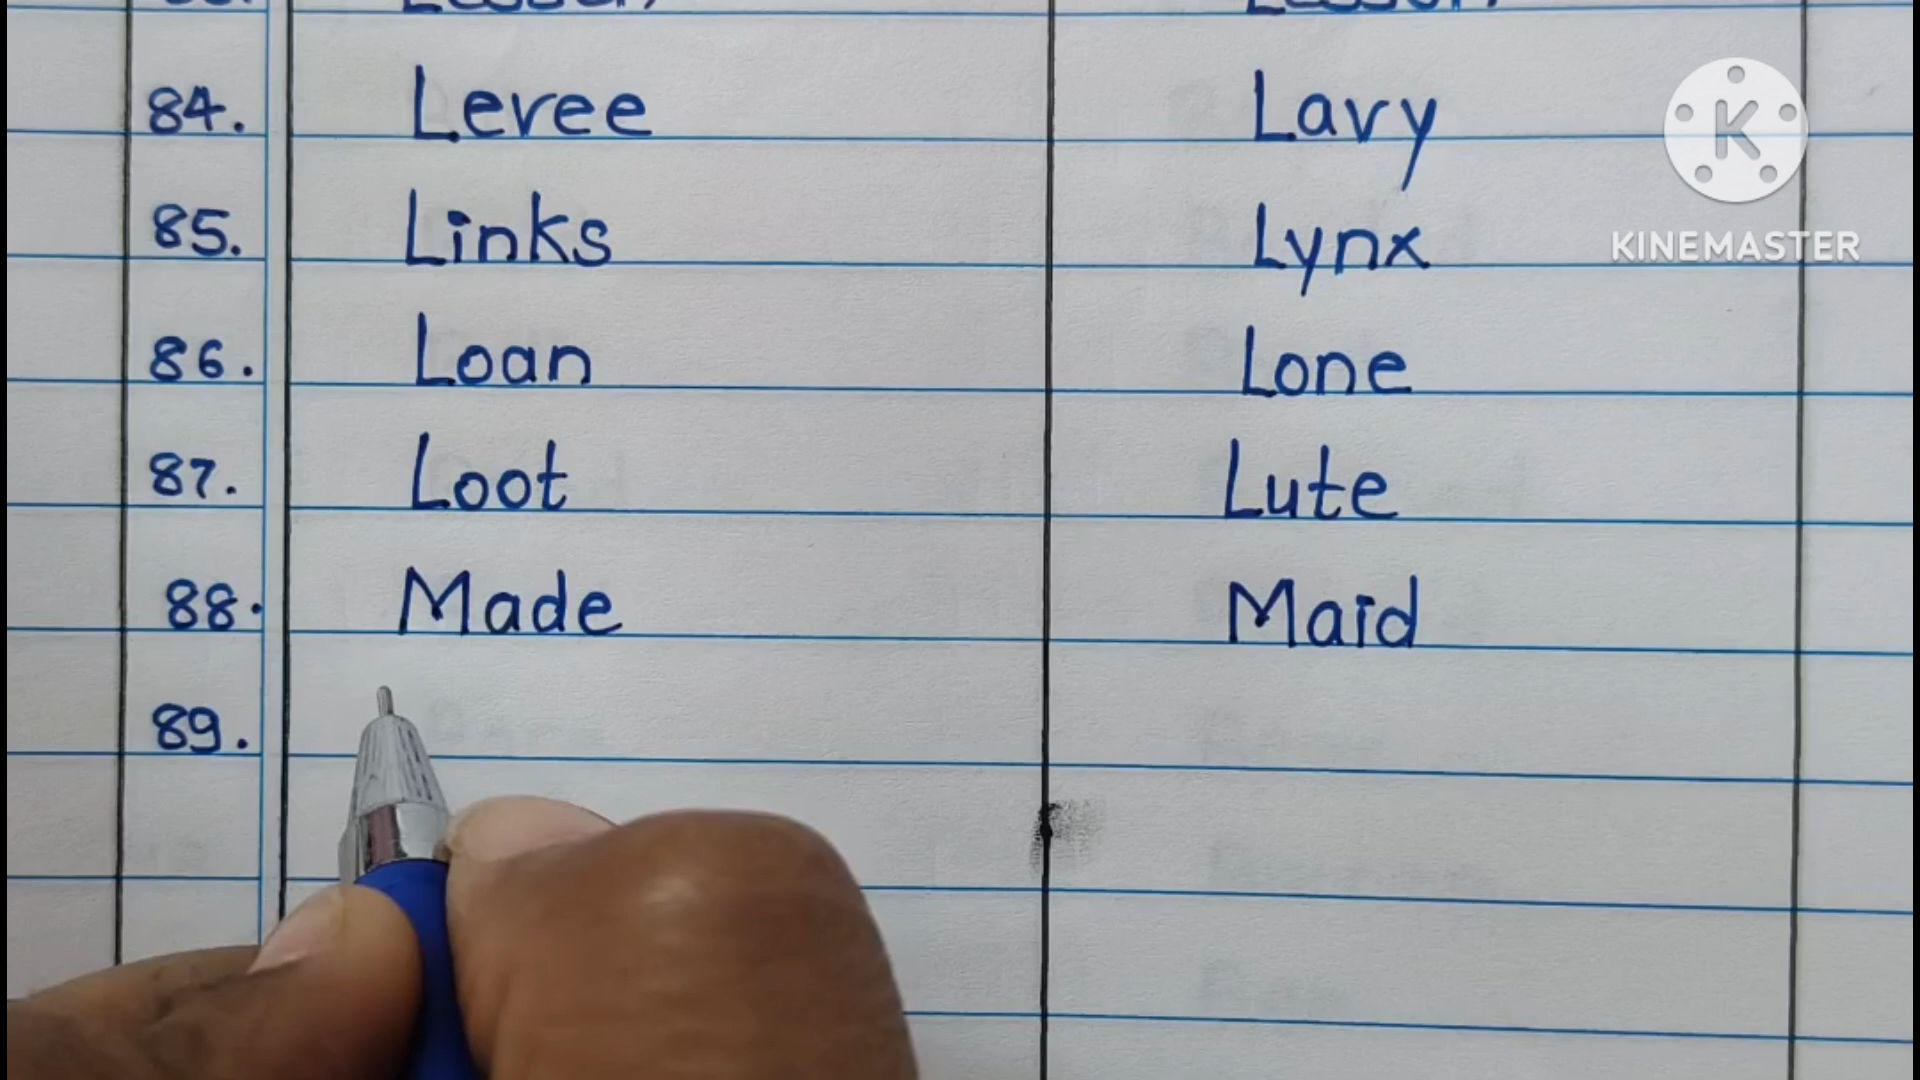 84. Levee Lavy
85. Links Lynx
86. Loan Lone
87. Loot Lute
88. Made Maid
89.
K
KINEMASTER